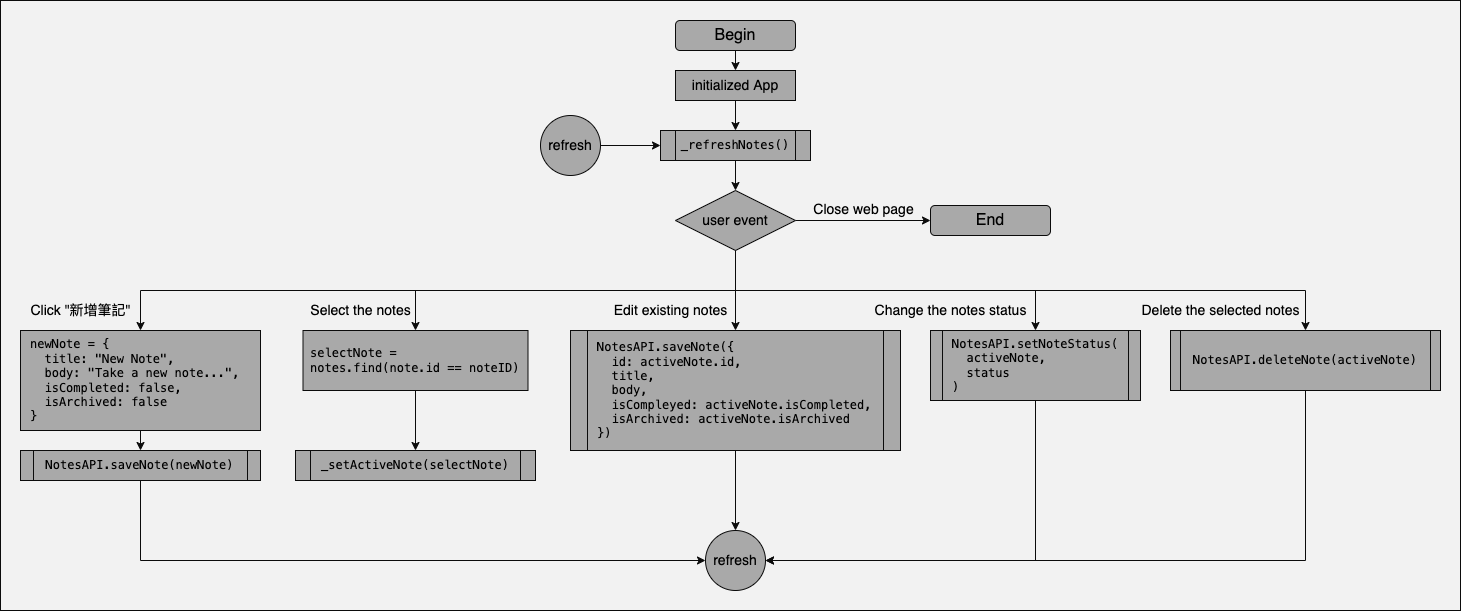 Begin
initialized App
refresh
_refreshNotes()
user event
Close web page
End
Click "新增筆記"
Select the notes
Edit existing notes
Change the notes status
Delete the selected notes
newNote = {
  title: "New Note",
  body: "Take a new note...",
  isCompleted: false,
  isArchived: false
}
selectNote =
notes.find(note.id == noteID)
NotesAPI.saveNote({
  id: activeNote.id,
  title,
  body,
  isCompleyed: activeNote.isCompleted,
  isArchived: activeNote.isArchived
})
NotesAPI.setNoteStatus(
  activeNote,
  status
)
NotesAPI.deleteNote(activeNote)
NotesAPI.saveNote(newNote)
_setActiveNote(selectNote)
refresh